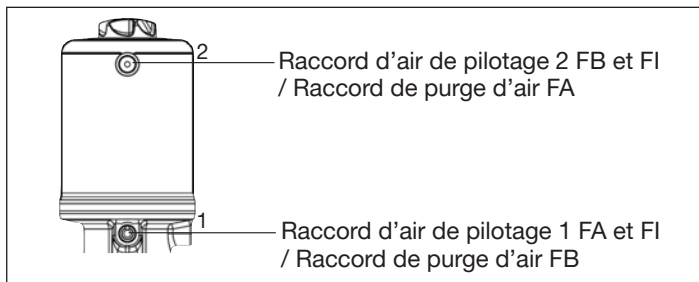 2
Raccord d’air de pilotage 2 FB et FI
/ Raccord de purge d’air FA
1
Raccord d’air de pilotage 1 FA et FI
/ Raccord de purge d’air FB